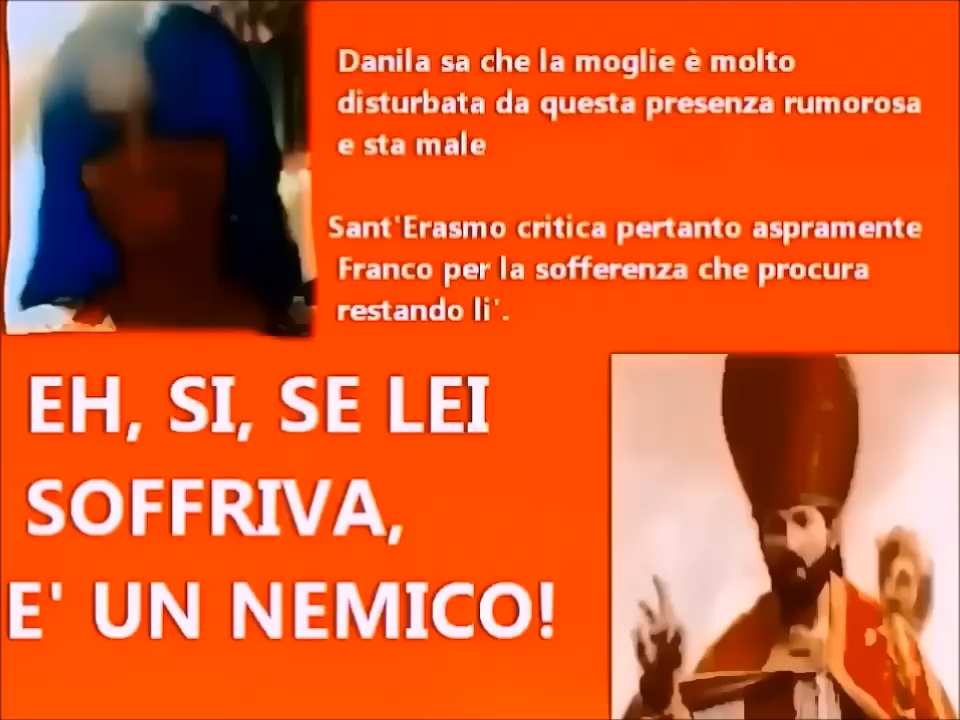 Danila sa che la moglie è molto
disturbata da questa presenza rumorosa
e sta male
Sant'Erasmo critica pertanto aspramente
Franco per la sofferenza che procura
restando li'.
EH, SI, SE LEI
SOFFRIVA,
E' UN NEMICO!